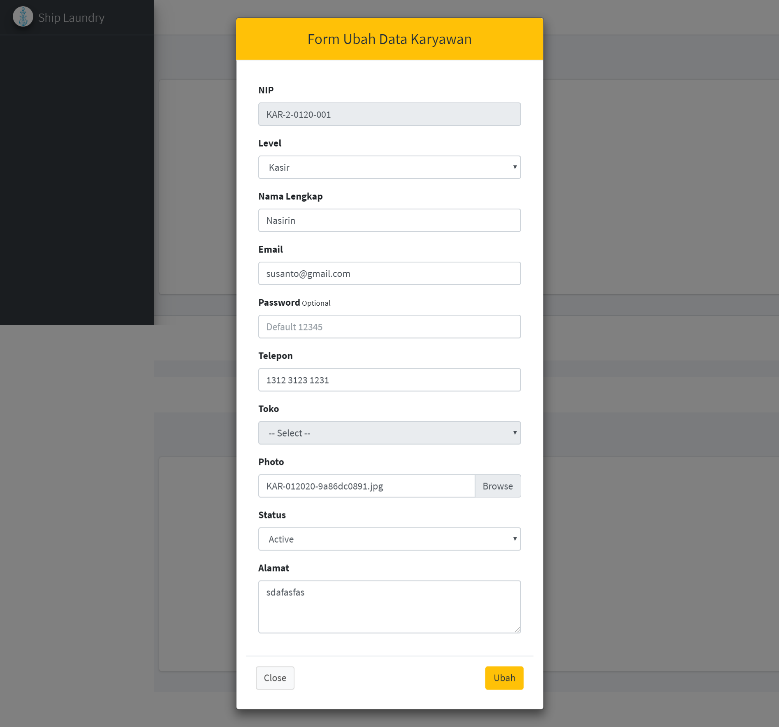 Ship Laundry
Form Ubah Data Karyawan
NIP
KAR-2-0120-001
Level
Kasir
Nama Lengkap
Nasirin
Email
susanto@gmail.com
Password Optional
Default 12345
Telepon
1312 3123 1231
Toko
-- Select --
Photo
KAR-012020-9a86dc0891.jpg
Browse
Status
Active
Alamat
sdafasfas
Close
Ubah